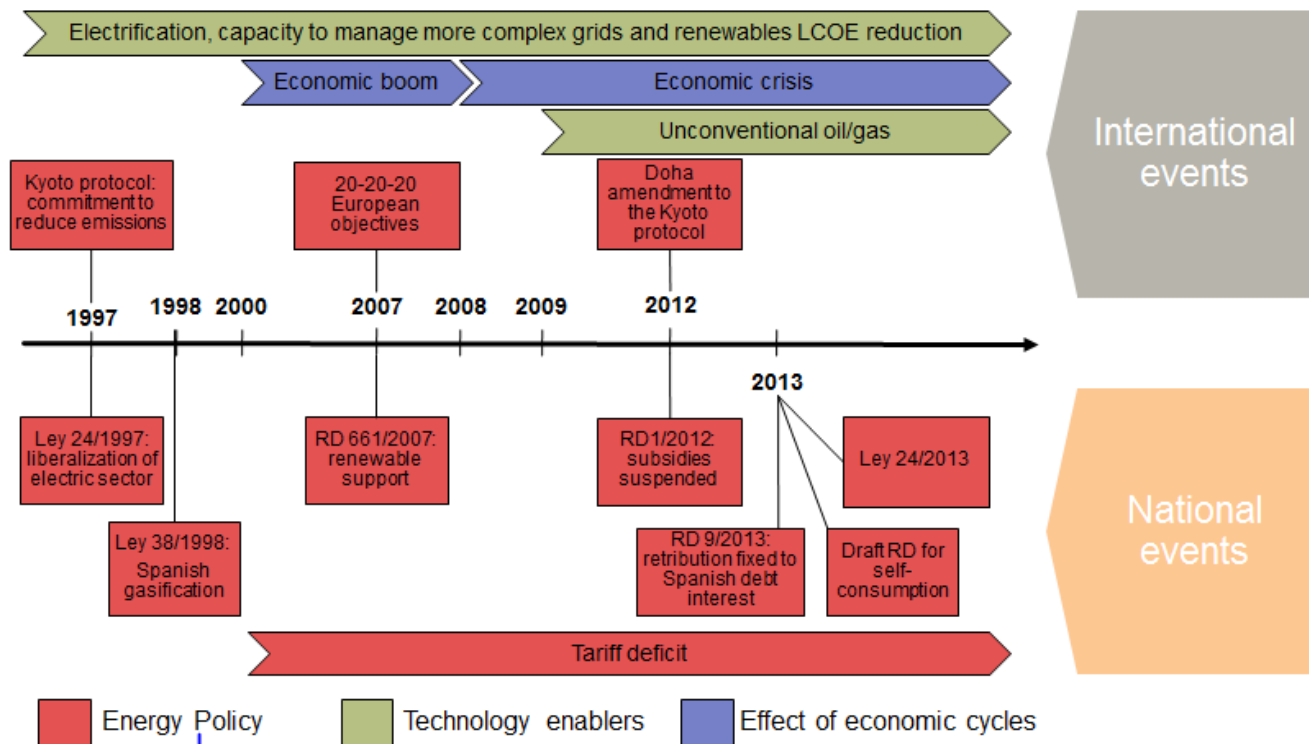 Electrification, capacity to manage more complex grids and renewables LCOE reduction
Economic boom
Economic crisis
Unconventional oil/gas
International
events
Kyoto protocol:
commitment to
reduce emissions
20-20-20
European
objectives
Doha
amendment to
the Kyoto
protocol
1997
1998
2000
2007
2008
2009
2012
2013
Ley 24/1997:
liberalization of
electric sector
RD 661/2007:
renewable
support
RD1/2012:
subsidies
suspended
Ley 24/2013
Ley 38/1998:
Spanish
gasification
RD 9/2013:
retribution fixed to
Spanish debt
interest
Draft RD for
self-
consumption
National
events
Tariff deficit
Energy Policy
Technology enablers
Effect of economic cycles